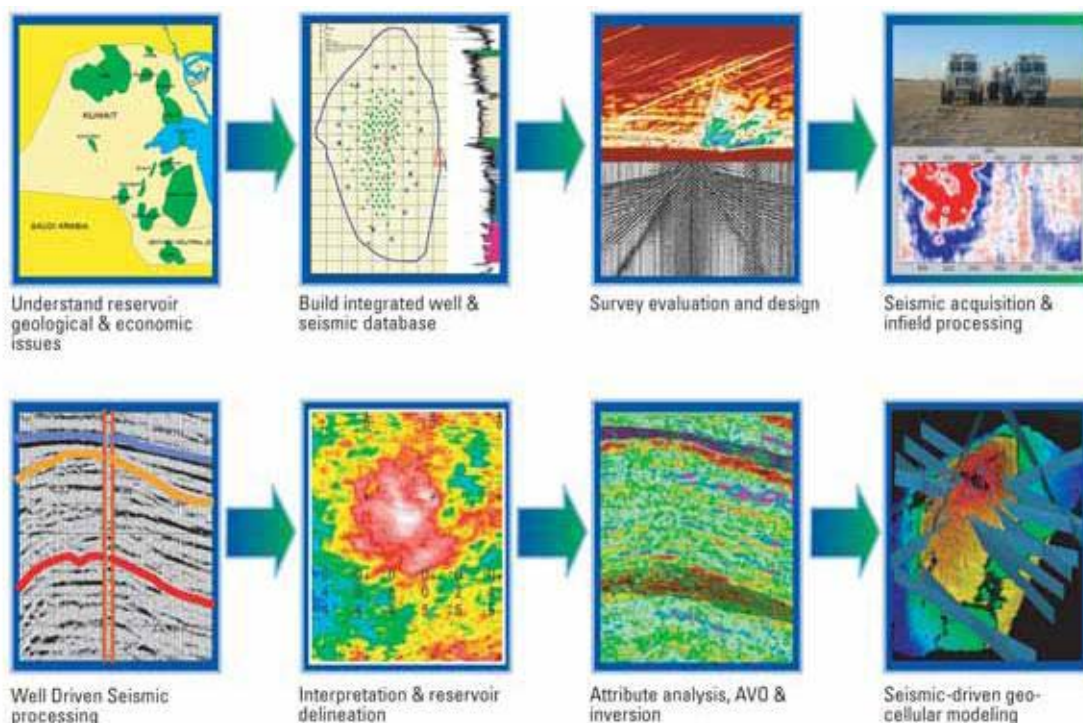 KUWAIT
SAUDI ARABIA
Understand reservoir
geological & economic
issues
Build integrated well &
seismic database
Survey evaluation and design
Seismic acquisition &
infield processing
Well Driven Seismic
processing
Interpretation & reservoir
delineation
Attribute analysis, AVO &
inversion
Seismic-driven geo-
cellular modeling